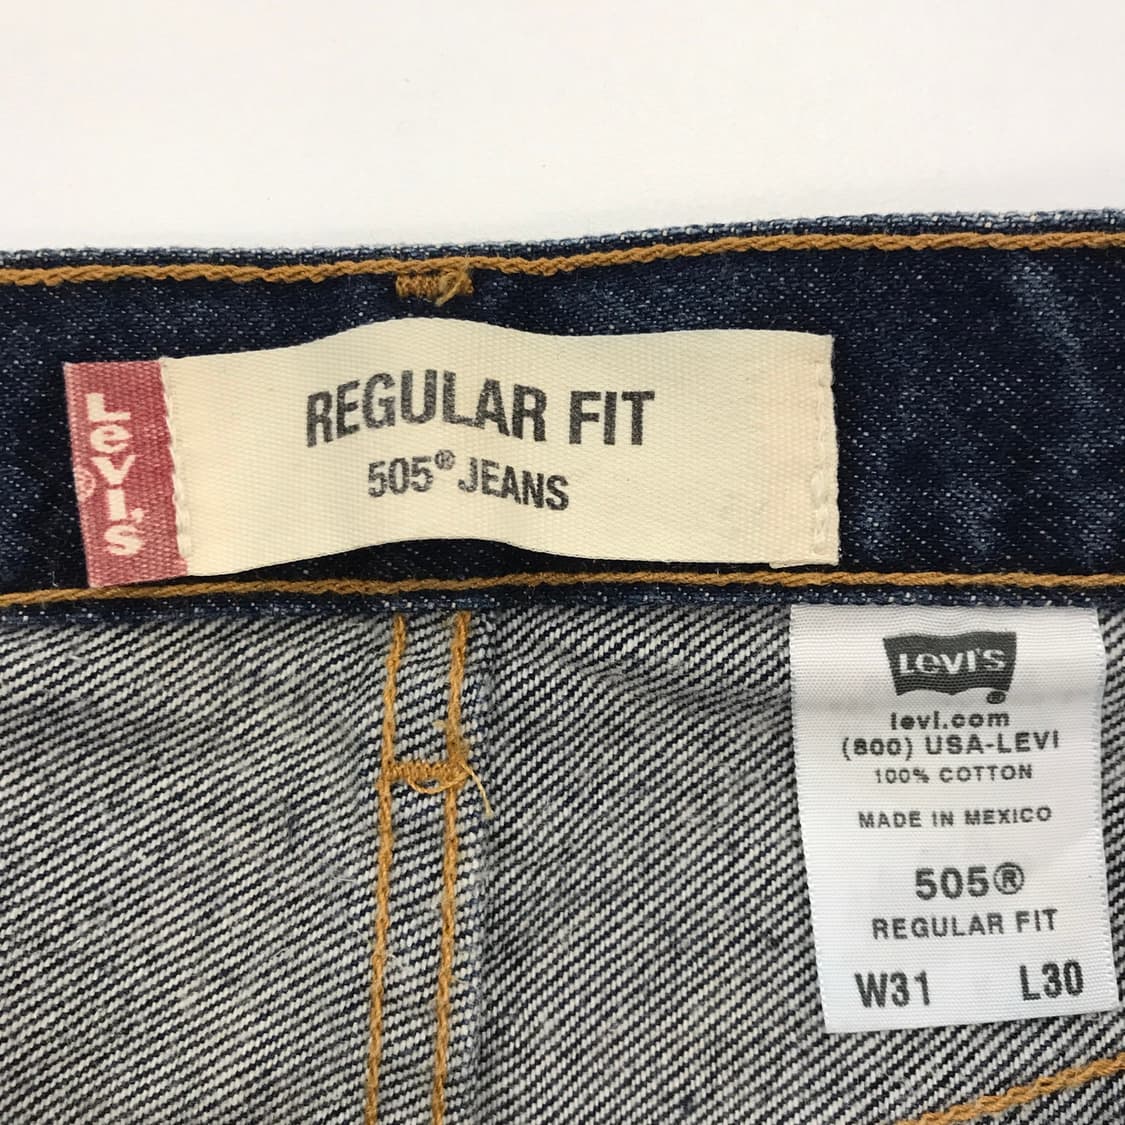 Levi's
®
REGULAR FIT
505® JEANS
Levi's
®
levi.com
(800) USA-LEVI
100% COTTON
MADE IN MEXICO
505®
REGULAR FIT
W31 L30